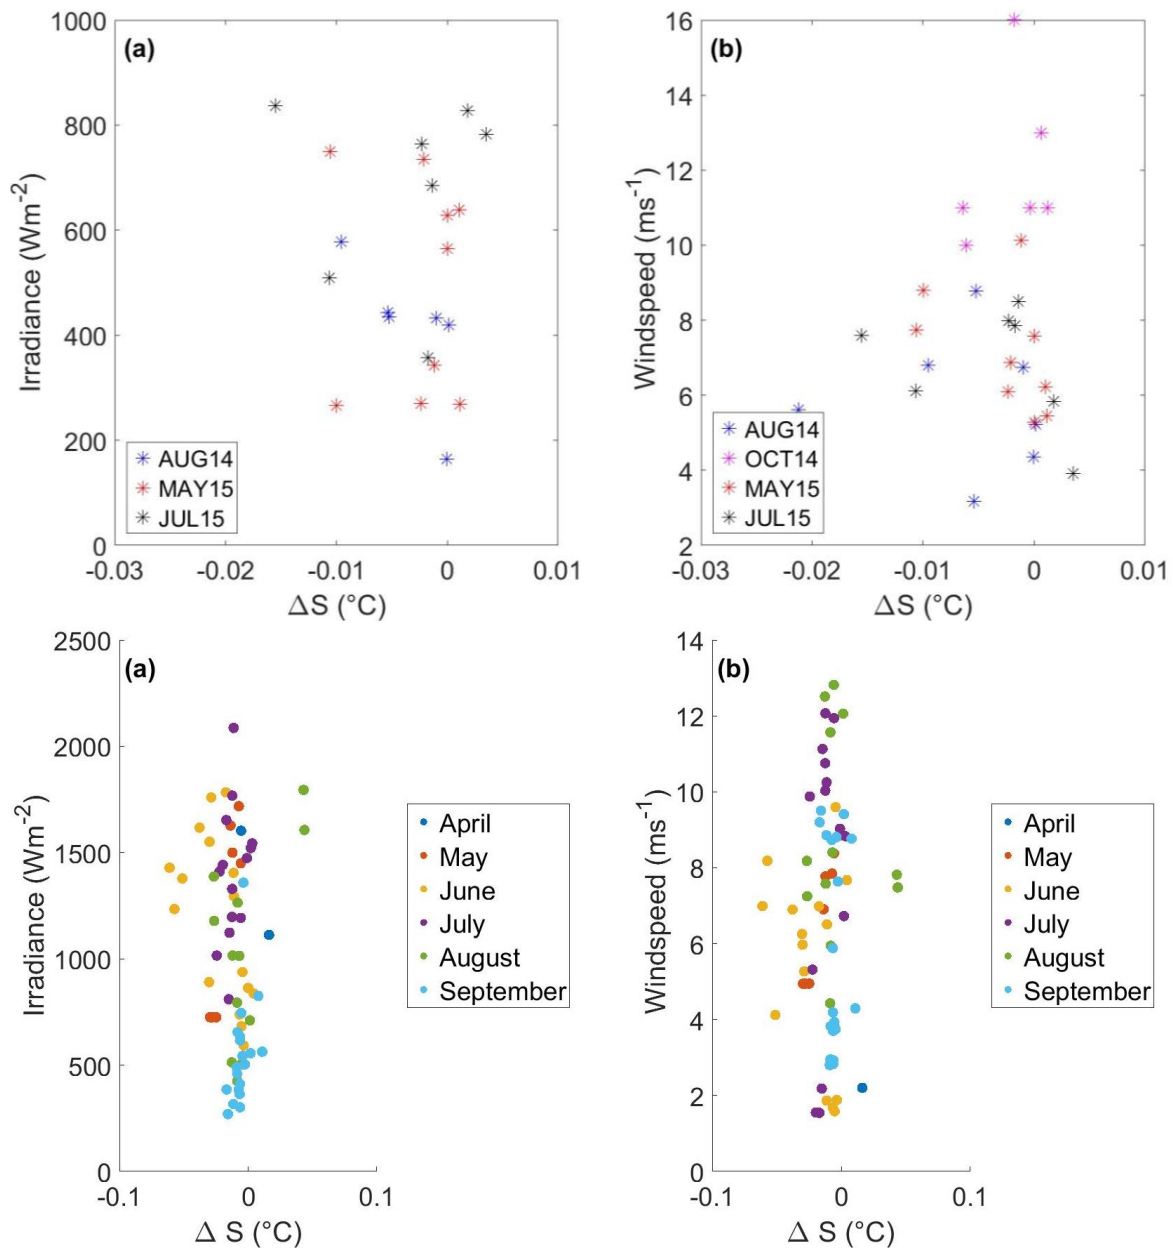 (a)
1000
800
600
400
200
0
Irradiance (Wm⁻²)
AUG14
MAY15
JUL15
-0.03 -0.02 -0.01 0 0.01
ΔS (°C)
(b)
16
14
12
10
8
6
4
2
Windspeed (ms⁻¹)
AUG14
OCT14
MAY15
JUL15
-0.03 -0.02 -0.01 0 0.01
ΔS (°C)
(a)
2500
2000
1500
1000
500
0
Irradiance (Wm⁻²)
April
May
June
July
August
September
-0.1 0 0.1
Δ S (°C)
(b)
14
12
10
8
6
4
2
0
Windspeed (ms⁻¹)
April
May
June
July
August
September
-0.1 0 0.1
Δ S (°C)